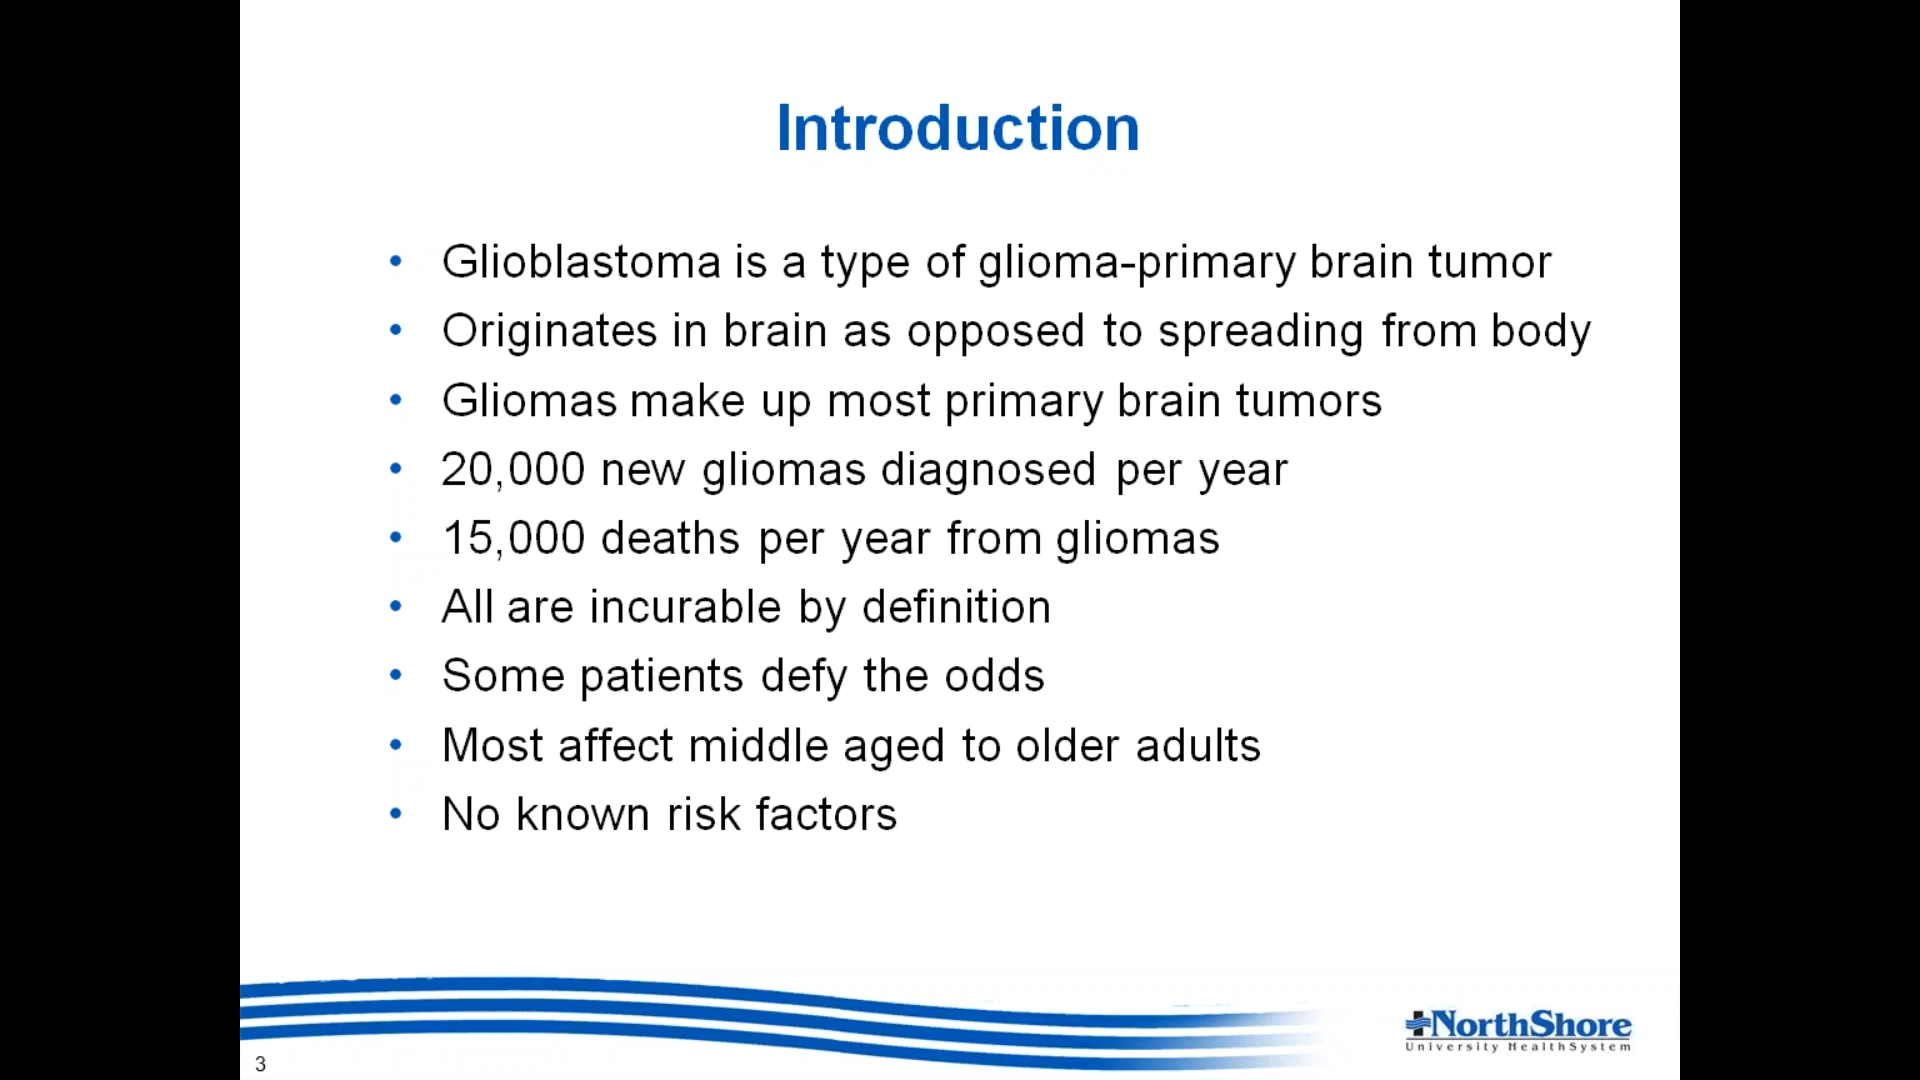 Introduction
• Glioblastoma is a type of glioma-primary brain tumor
• Originates in brain as opposed to spreading from body
• Gliomas make up most primary brain tumors
• 20,000 new gliomas diagnosed per year
• 15,000 deaths per year from gliomas
• All are incurable by definition
• Some patients defy the odds
• Most affect middle aged to older adults
• No known risk factors
NorthShore
University HealthSystem
3